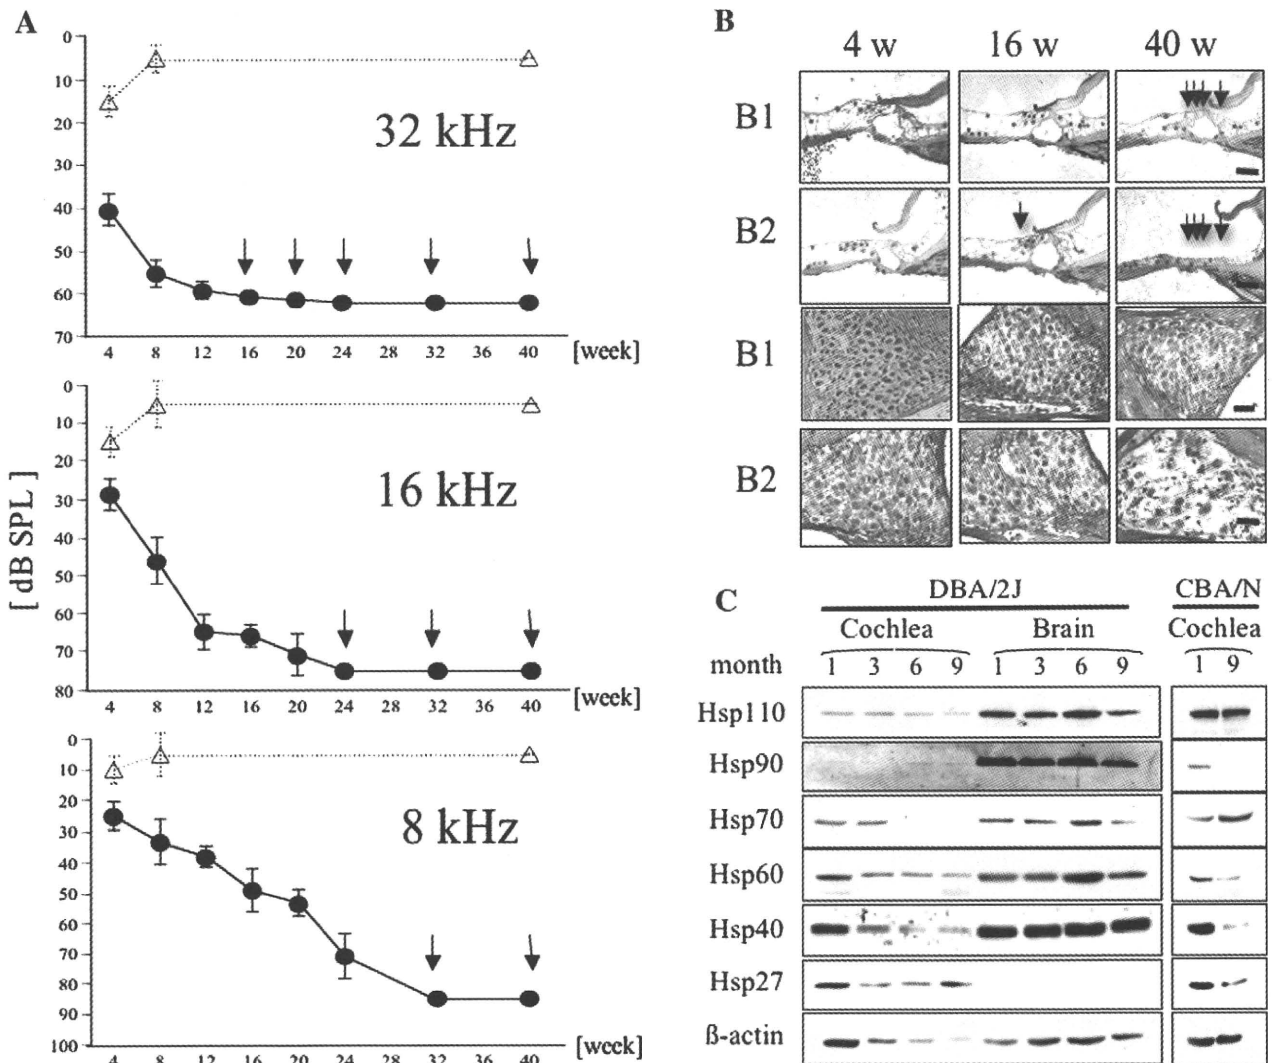 A
0
10
20
30
40
50
60
70
32 kHz
4 8 12 16 20 24 28 32 36 40 [week]
0
10
20
30
40
50
60
70
80
16 kHz
4 8 12 16 20 24 28 32 36 40 [week]
[ dB SPL ]
0
10
20
30
40
50
60
70
80
90
100
8 kHz
4 8 12 16 20 24 28 32 36 40 [week]
B
4 w 16 w 40 w
B1
B2
B1
B2
C
DBA/2J CBA/N
Cochlea Brain Cochlea
month 1 3 6 9 1 3 6 9 1 9
Hsp110
Hsp90
Hsp70
Hsp60
Hsp40
Hsp27
ß-actin